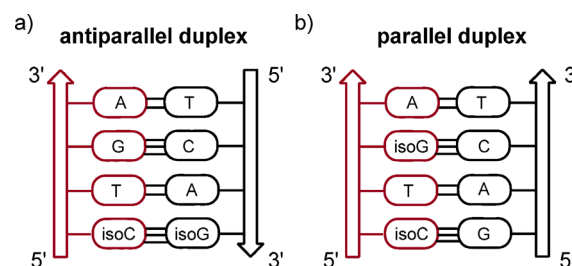 a) antiparallel duplex
3' 5'
A T
G C
T A
isoC isoG
5' 3'
b) parallel duplex
3' 3'
A T
isoG C
T A
isoC G
5' 5'